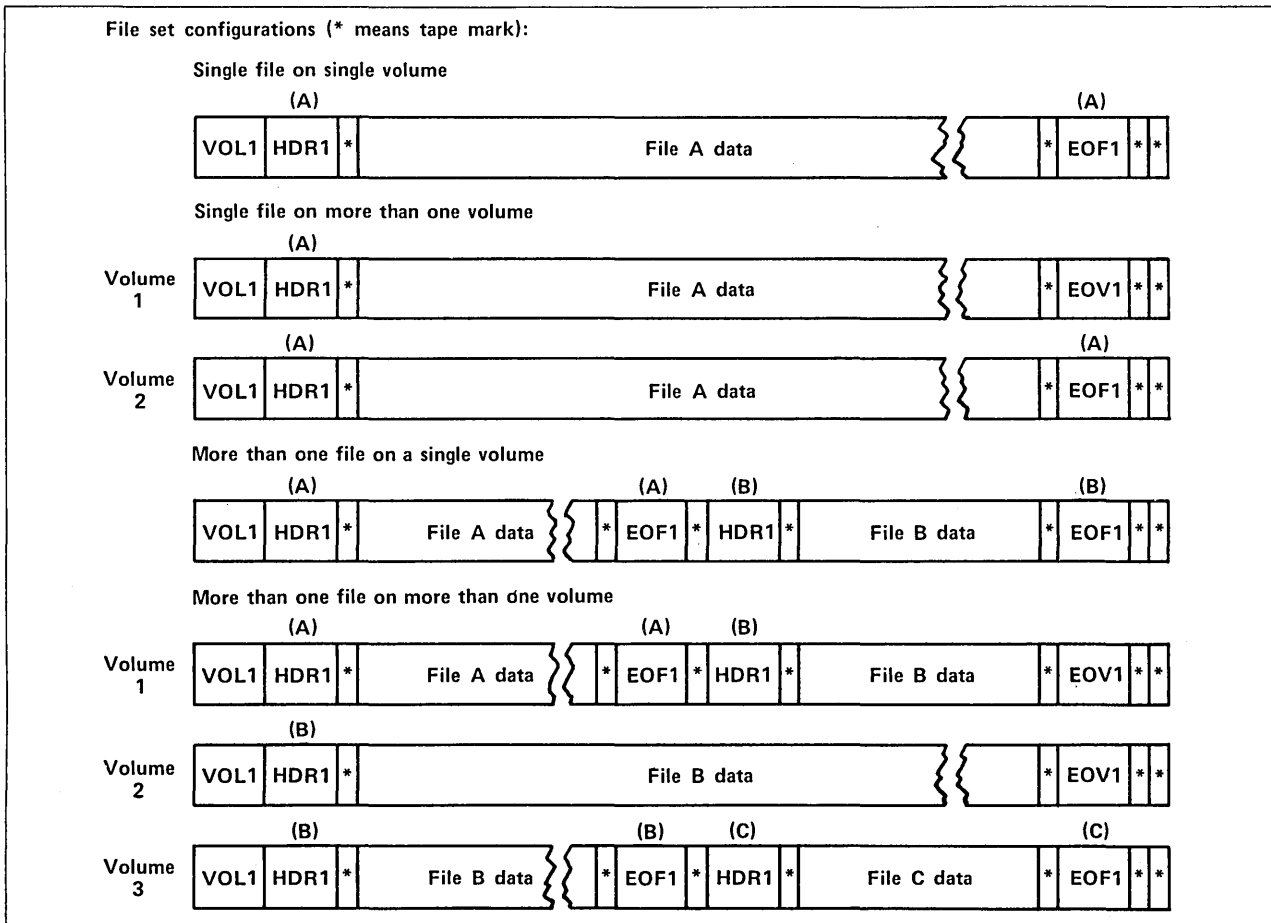 File set configurations (* means tape mark):
Single file on single volume
(A) (A)
VOL1 HDR1 * File A data * EOF1 * *
Single file on more than one volume
(A)
Volume 1 VOL1 HDR1 * File A data * EOV1 * *
(A) (A)
Volume 2 VOL1 HDR1 * File A data * EOF1 * *
More than one file on a single volume
(A) (A) (B) (B)
VOL1 HDR1 * File A data * EOF1 * HDR1 * File B data * EOF1 * *
More than one file on more than one volume
(A) (A) (B)
Volume 1 VOL1 HDR1 * File A data * EOF1 * HDR1 * File B data * EOV1 * *
(B)
Volume 2 VOL1 HDR1 * File B data * EOV1 * *
(B) (B) (C) (C)
Volume 3 VOL1 HDR1 * File B data * EOF1 * HDR1 * File C data * EOF1 * *